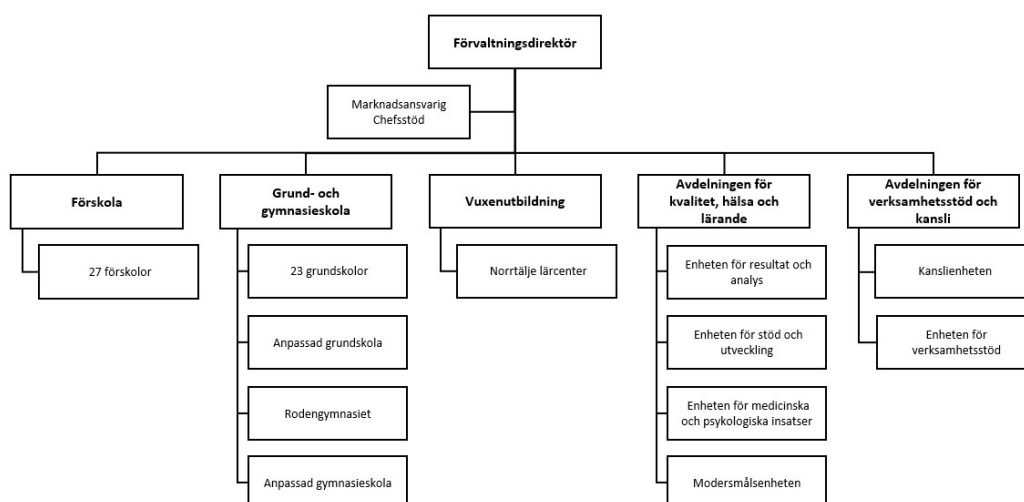 Förvaltningsdirektör
Marknadsansvarig
Chefsstöd
Förskola
27 förskolor
Grund- och
gymnasieskola
23 grundskolor
Anpassad grundskola
Rodengymnasiet
Anpassad gymnasieskola
Vuxenutbildning
Norrtälje lärcenter
Avdelningen för
kvalitet, hälsa och
lärande
Enheten för resultat och
analys
Enheten för stöd och
utveckling
Enheten för medicinska
och psykologiska insatser
Modersmålsenheten
Avdelningen för
verksamhetsstöd och
kansli
Kanslienheten
Enheten för
verksamhetsstöd